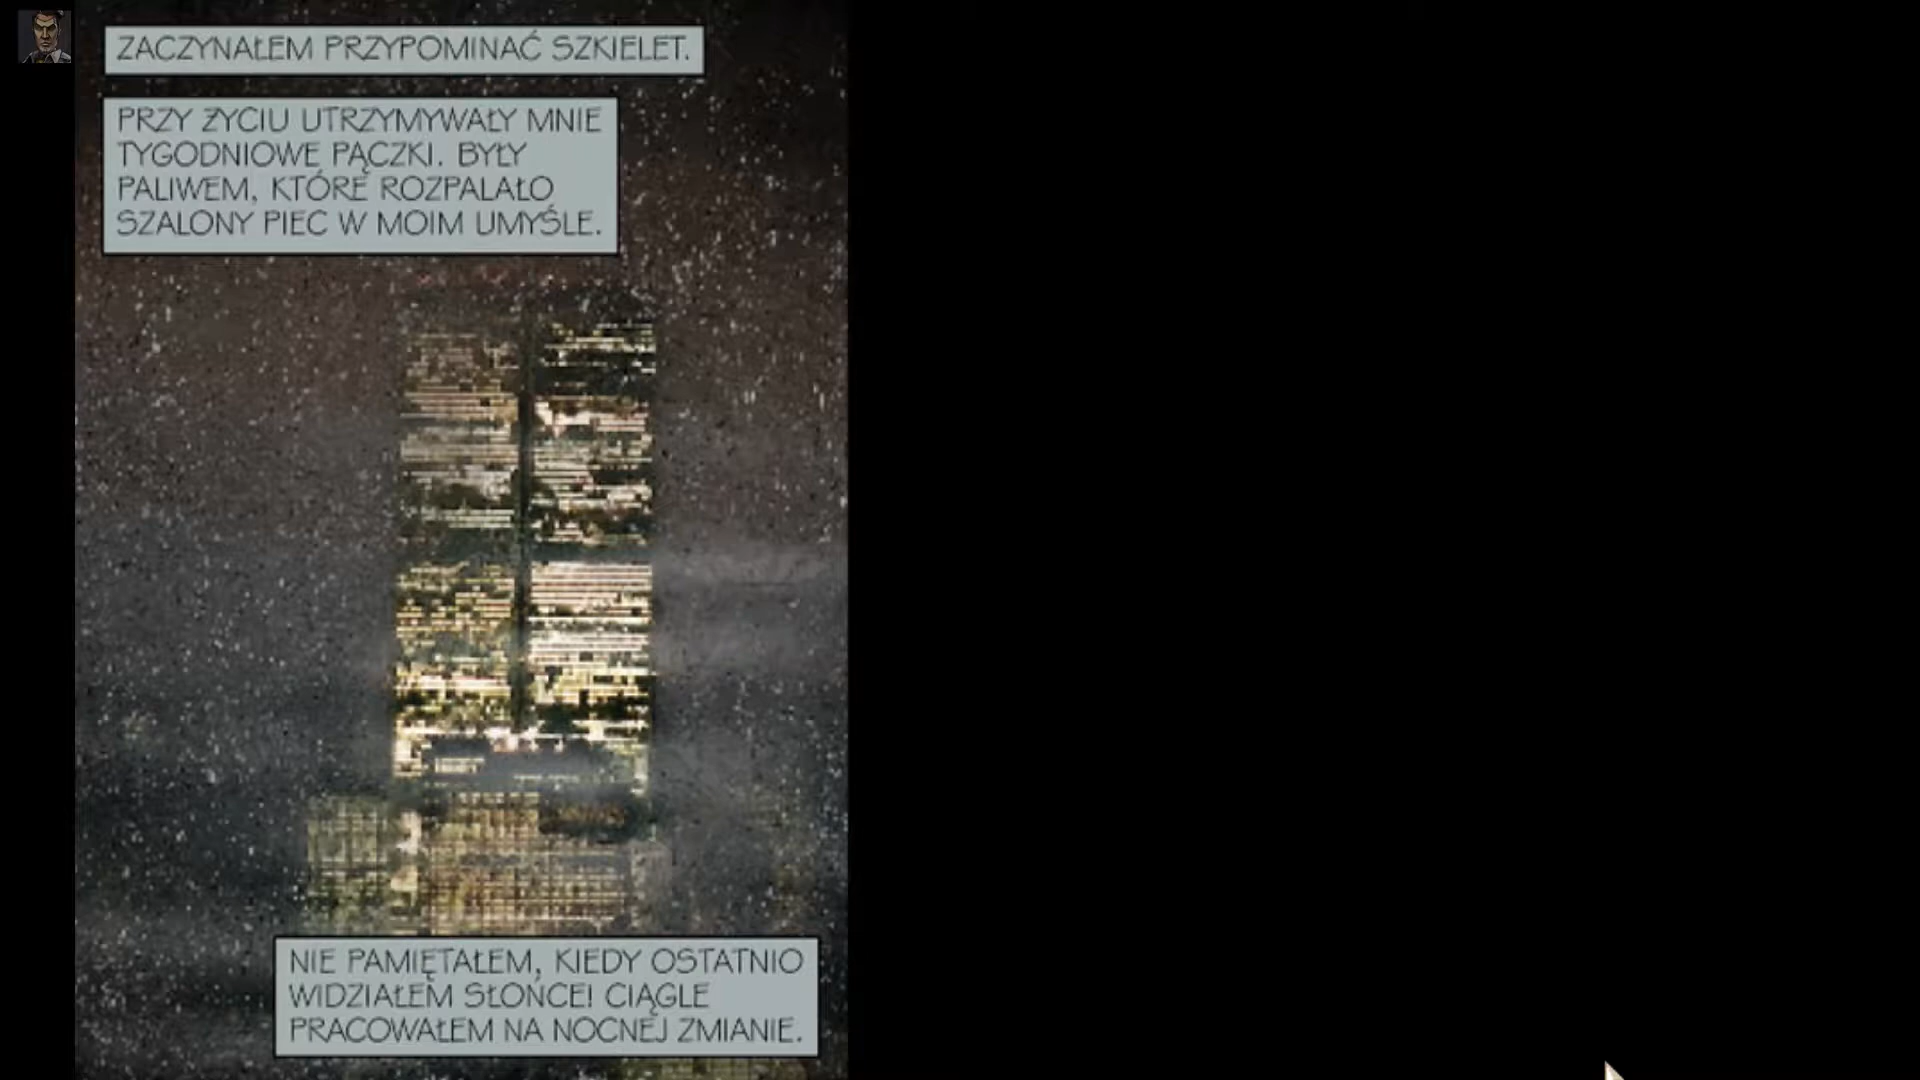 ZACZYNAŁEM PRZYPOMINAĆ SZKIELET.
PRZY ŻYCIU UTRZYMYWAŁY MNIE
TYGODNIOWE PĄCZKI. BYŁY
PALIWEM, KTÓRE ROZPALAŁO
SZALONY PIEC W MOIM UMYŚLE.
NIE PAMIĘTAŁEM, KIEDY OSTATNIO
WIDZIAŁEM SŁOŃCE! CIĄGLE
PRACOWAŁEM NA NOCNEJ ZMIANIE.